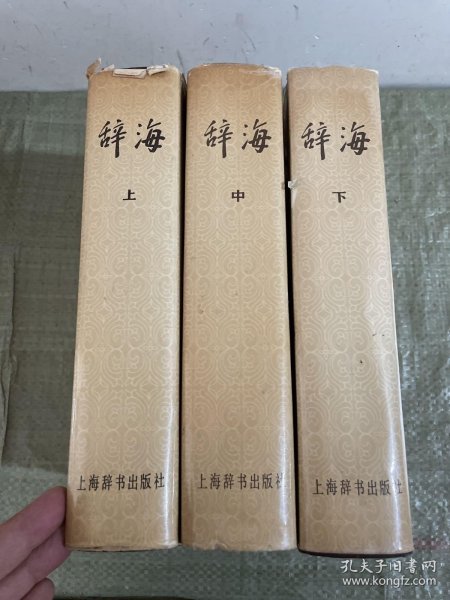 辞海
上
上海辞书出版社
辞海
中
上海辞书出版社
辞海
下
上海辞书出版社
孔夫子旧书网
www.kongfz.com